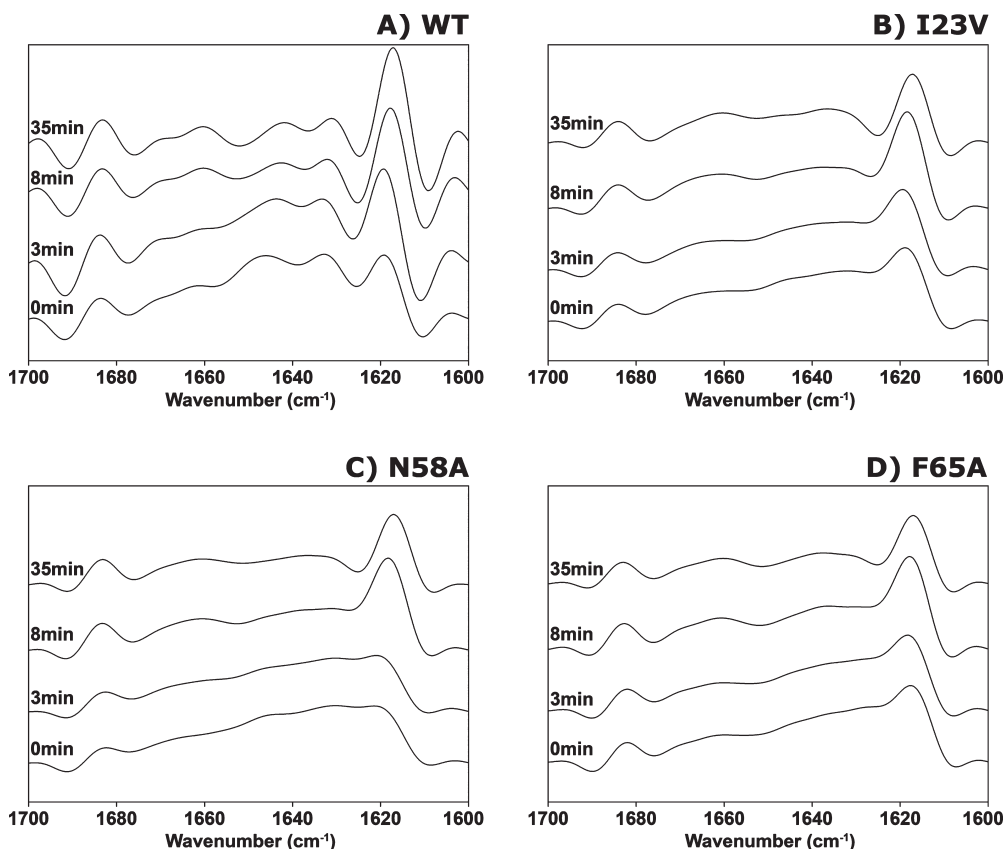 A) WT
35min
8min
3min
0min
1700 1680 1660 1640 1620 1600
Wavenumber (cm⁻¹)
B) I23V
35min
8min
3min
0min
1700 1680 1660 1640 1620 1600
Wavenumber (cm⁻¹)
C) N58A
35min
8min
3min
0min
1700 1680 1660 1640 1620 1600
Wavenumber (cm⁻¹)
D) F65A
35min
8min
3min
0min
1700 1680 1660 1640 1620 1600
Wavenumber (cm⁻¹)